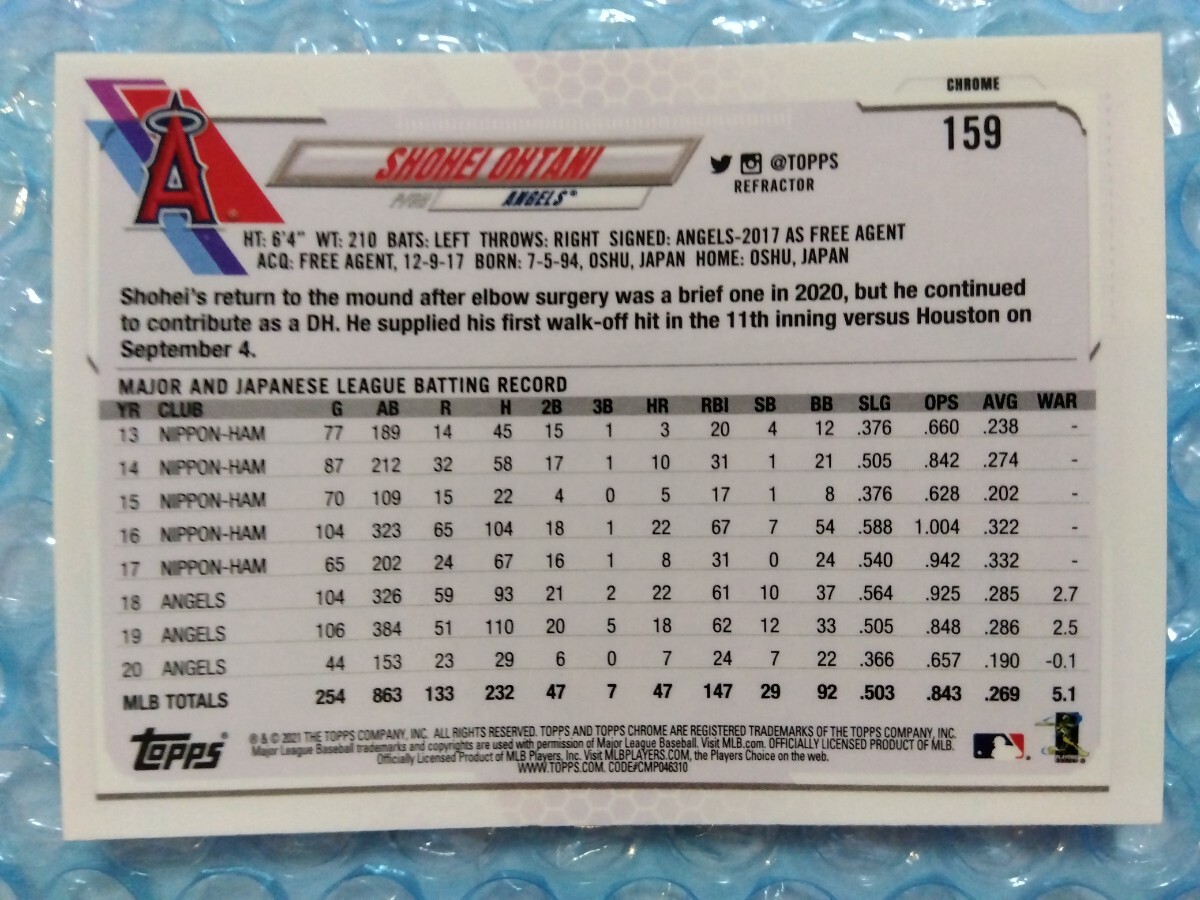 CHROME
159
A
SHOHEI OHTANI
@TOPPS
REFRACTOR
ANGELS®
HT: 6'4" WT: 210 BATS: LEFT THROWS: RIGHT SIGNED: ANGELS-2017 AS FREE AGENT
ACQ: FREE AGENT, 12-9-17 BORN: 7-5-94, OSHU, JAPAN HOME: OSHU, JAPAN
Shohei's return to the mound after elbow surgery was a brief one in 2020, but he continued
to contribute as a DH. He supplied his first walk-off hit in the 11th inning versus Houston on
September 4.
MAJOR AND JAPANESE LEAGUE BATTING RECORD
YR CLUB G AB R H 2B 3B HR RBI SB BB SLG OPS AVG WAR
13 NIPPON-HAM 77 189 14 45 15 1 3 20 4 12 .376 .660 .238 -
14 NIPPON-HAM 87 212 32 58 17 1 10 31 1 21 .505 .842 .274 -
15 NIPPON-HAM 70 109 15 22 4 0 5 17 1 8 .376 .628 .202 -
16 NIPPON-HAM 104 323 65 104 18 1 22 67 7 54 .588 1.004 .322 -
17 NIPPON-HAM 65 202 24 67 16 1 8 31 0 24 .540 .942 .332 -
18 ANGELS 104 326 59 93 21 2 22 61 10 37 .564 .925 .285 2.7
19 ANGELS 106 384 51 110 20 5 18 62 12 33 .505 .848 .286 2.5
20 ANGELS 44 153 23 29 6 0 7 24 7 22 .366 .657 .190 -0.1
MLB TOTALS 254 863 133 232 47 7 47 147 29 92 .503 .843 .269 5.1
Topps®
® & © 2021 THE TOPPS COMPANY, INC. ALL RIGHTS RESERVED. TOPPS AND TOPPS CHROME ARE REGISTERED TRADEMARKS OF THE TOPPS COMPANY, INC.
Major League Baseball trademarks and copyrights are used with permission of Major League Baseball. Visit MLB.com. OFFICIALLY LICENSED PRODUCT OF MLB.
Officially Licensed Product of MLB Players, Inc. Visit MLBPLAYERS.COM, the Players Choice on the web.
WWW.TOPPS.COM. CODE#CMP046310